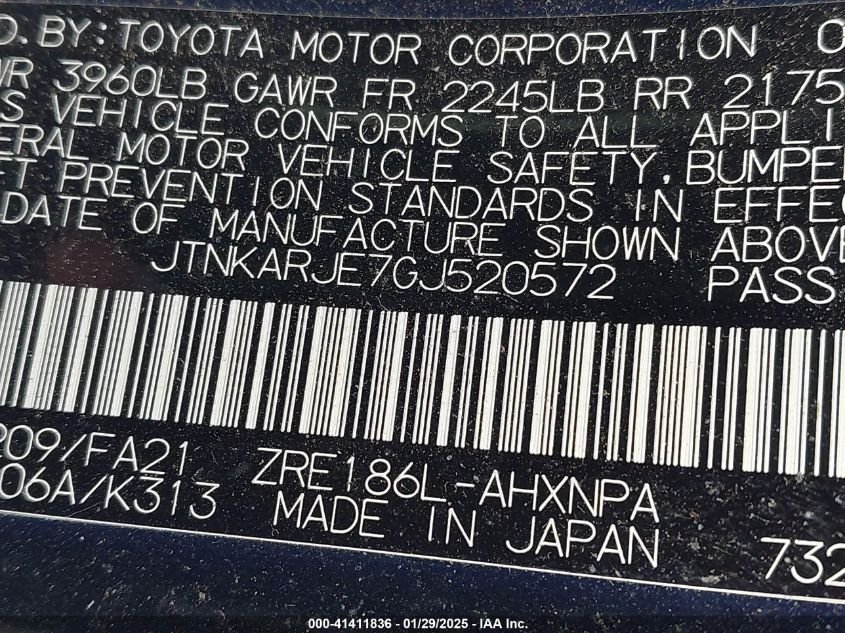 D. BY: TOYOTA MOTOR CORPORATION O
WR 3960LB GAWR FR 2245LB RR 2175
S VEHICLE CONFORMS TO ALL APPLI
ERAL MOTOR VEHICLE SAFETY, BUMPE
FT PREVENTION STANDARDS IN EFFEC
DATE OF MANUFACTURE SHOWN ABOVE
JTNKARJE7GJ520572 PASS
209/FA21 ZRE186L-AHXNPA
06A/K313 MADE IN JAPAN 732
000-41411836 - 01/29/2025 - IAA Inc.